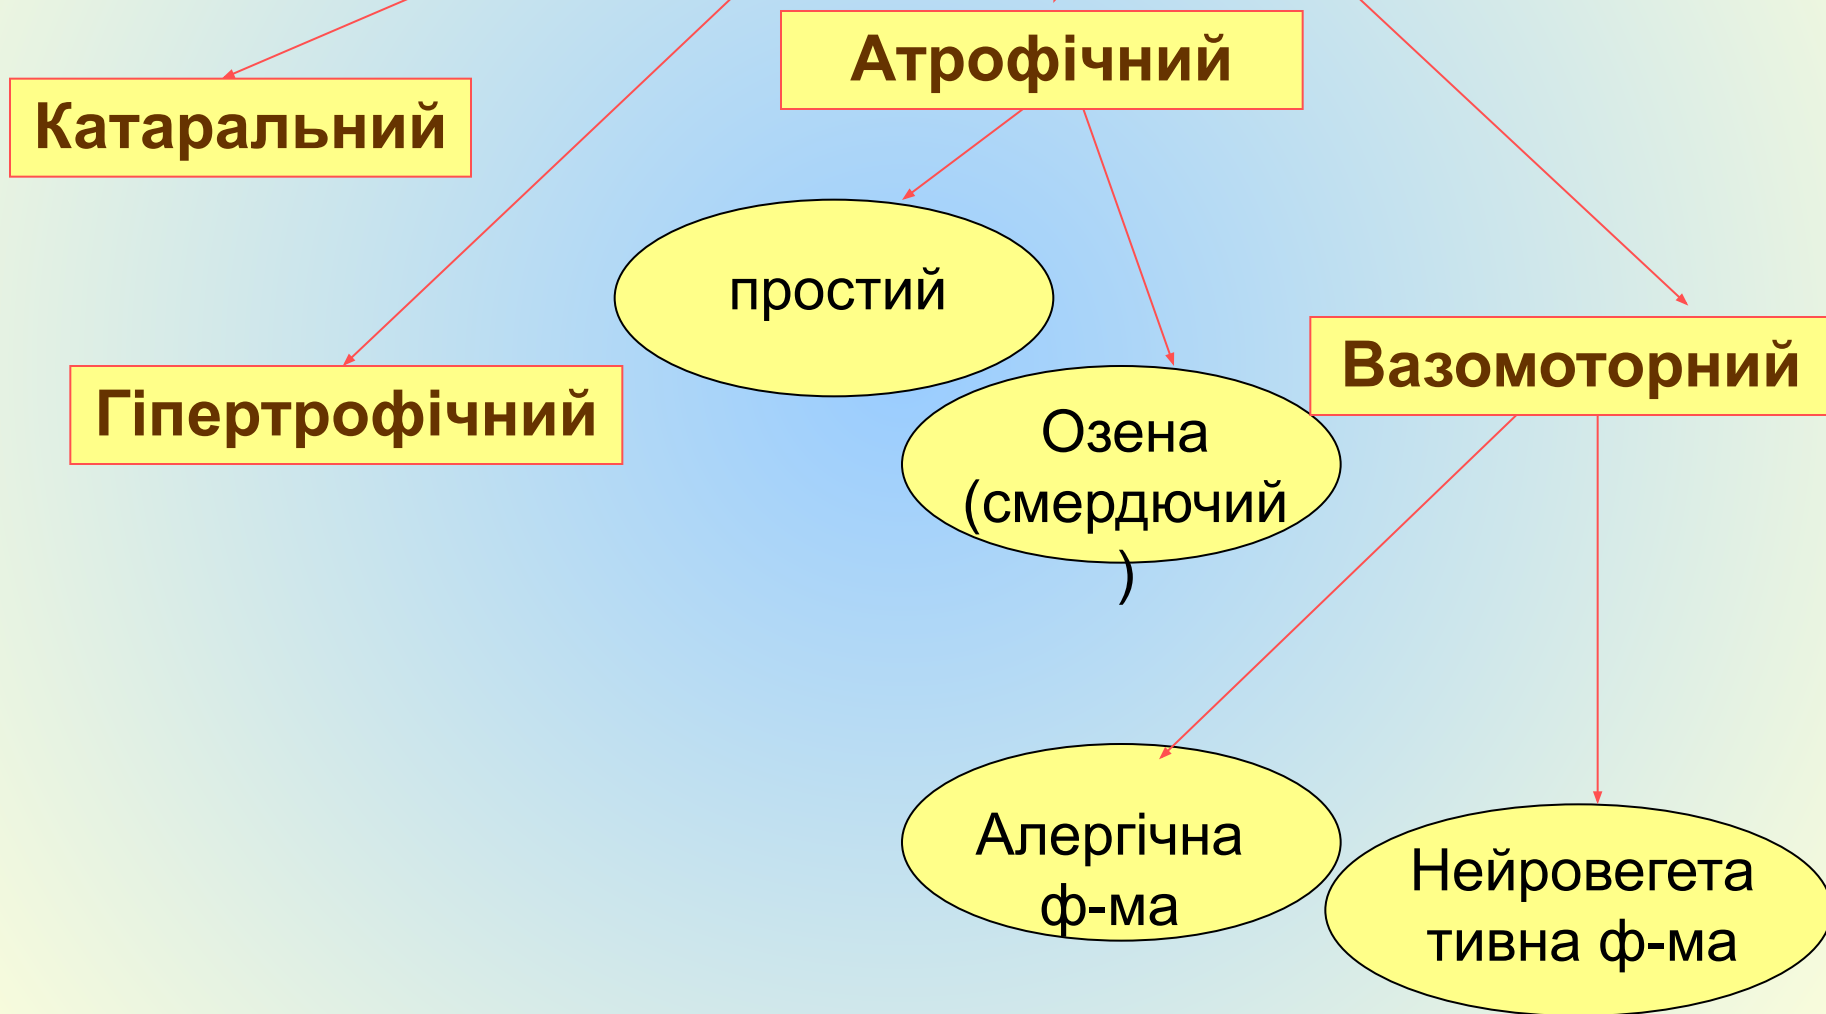 Атрофічний
Катаральний
простий
Вазомоторний
Гіпертрофічний
Озена
(смердючий
)
Алергічна
ф-ма
Нейровегета
тивна ф-ма